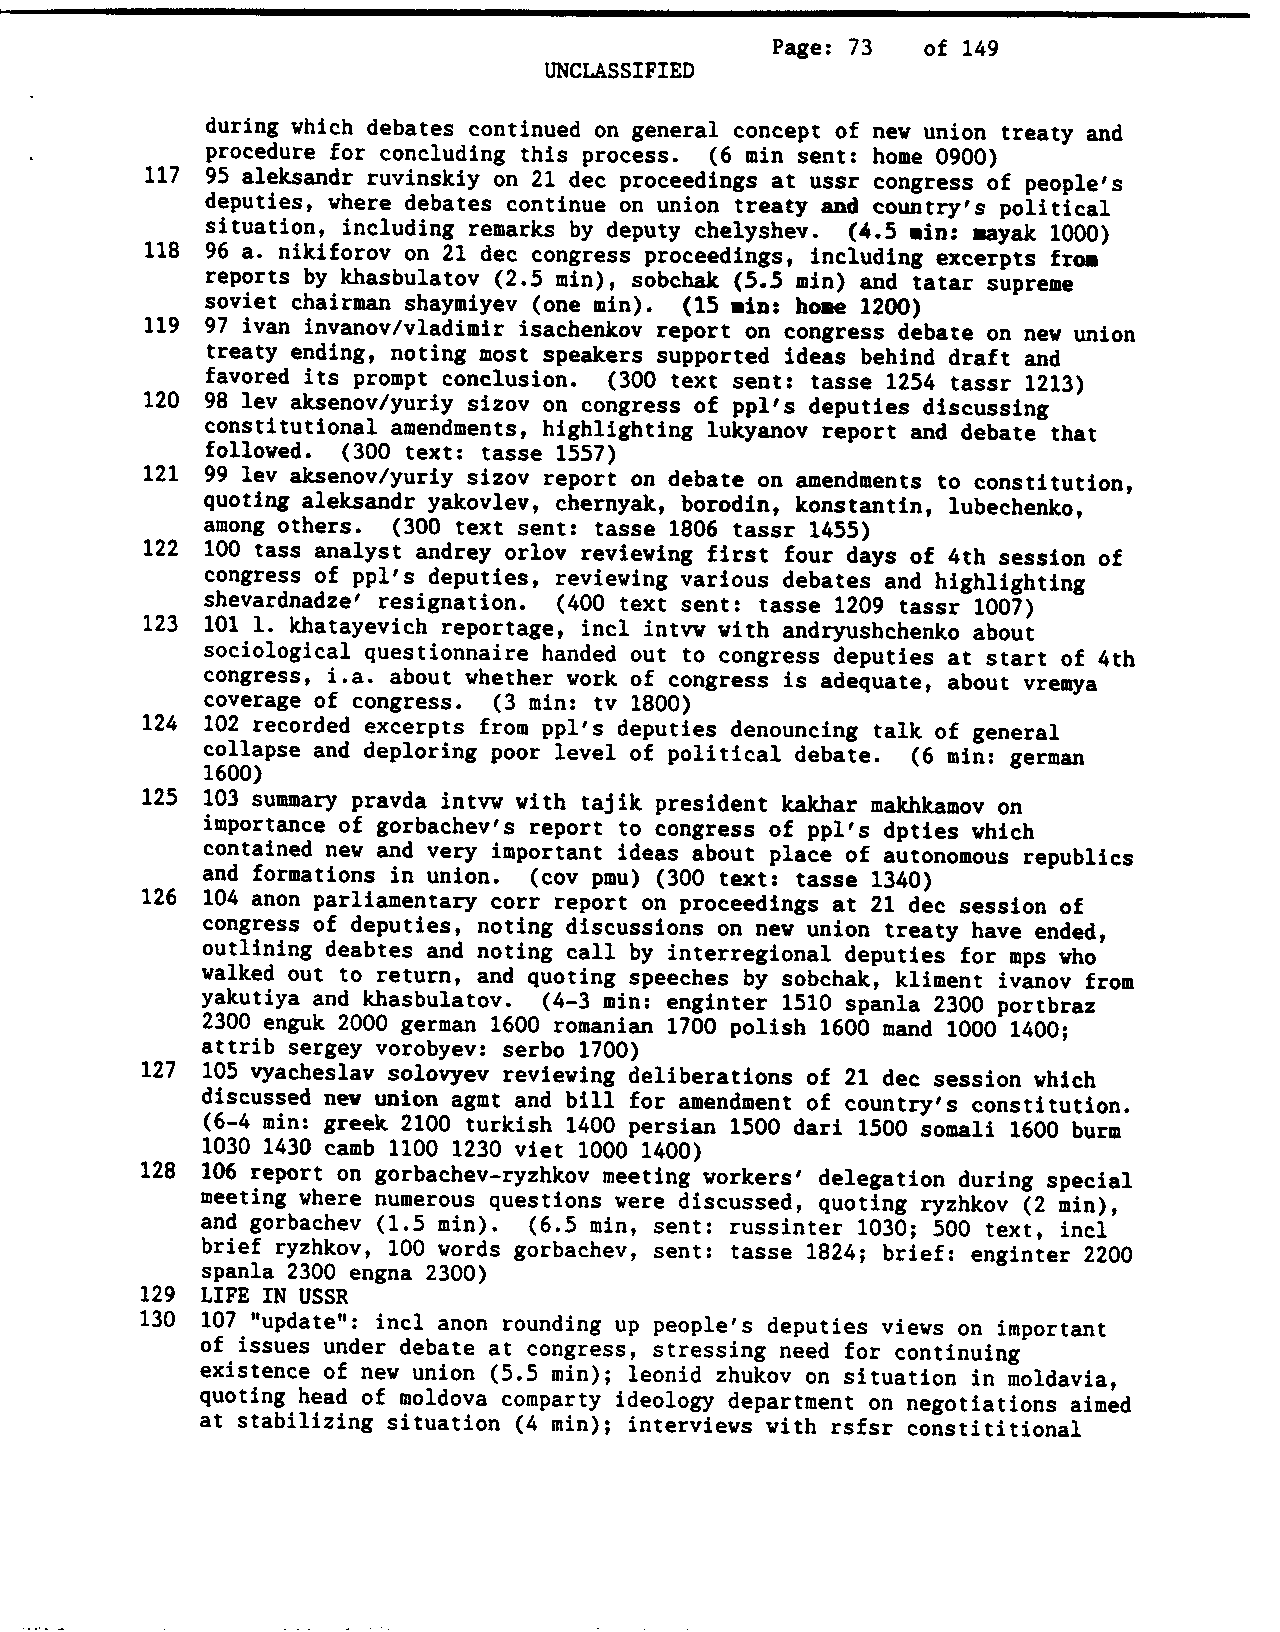 Page: 73 of 149
UNCLASSIFIED
during which debates continued on general concept of new union treaty and
procedure for concluding this process. (6 min sent: home 0900)
117 95 aleksandr ruvinskiy on 21 dec proceedings at ussr congress of people's
deputies, where debates continue on union treaty and country's political
situation, including remarks by deputy chelyshev. (4.5 min: mayak 1000)
118 96 a. nikiforov on 21 dec congress proceedings, including excerpts from
reports by khasbulatov (2.5 min), sobchak (5.5 min) and tatar supreme
soviet chairman shaymiyev (one min). (15 min: home 1200)
119 97 ivan invanov/vladimir isachenkov report on congress debate on new union
treaty ending, noting most speakers supported ideas behind draft and
favored its prompt conclusion. (300 text sent: tasse 1254 tassr 1213)
120 98 lev aksenov/yuriy sizov on congress of ppl's deputies discussing
constitutional amendments, highlighting lukyanov report and debate that
followed. (300 text: tasse 1557)
121 99 lev aksenov/yuriy sizov report on debate on amendments to constitution,
quoting aleksandr yakovlev, chernyak, borodin, konstantin, lubechenko,
among others. (300 text sent: tasse 1806 tassr 1455)
122 100 tass analyst andrey orlov reviewing first four days of 4th session of
congress of ppl's deputies, reviewing various debates and highlighting
shevardnadze' resignation. (400 text sent: tasse 1209 tassr 1007)
123 101 l. khatayevich reportage, incl intvw with andryushchenko about
sociological questionnaire handed out to congress deputies at start of 4th
congress, i.a. about whether work of congress is adequate, about vremya
coverage of congress. (3 min: tv 1800)
124 102 recorded excerpts from ppl's deputies denouncing talk of general
collapse and deploring poor level of political debate. (6 min: german
1600)
125 103 summary pravda intvw with tajik president kakhar makhkamov on
importance of gorbachev's report to congress of ppl's dpties which
contained new and very important ideas about place of autonomous republics
and formations in union. (cov pmu) (300 text: tasse 1340)
126 104 anon parliamentary corr report on proceedings at 21 dec session of
congress of deputies, noting discussions on new union treaty have ended,
outlining deabtes and noting call by interregional deputies for mps who
walked out to return, and quoting speeches by sobchak, kliment ivanov from
yakutiya and khasbulatov. (4-3 min: enginter 1510 spanla 2300 portbraz
2300 enguk 2000 german 1600 romanian 1700 polish 1600 mand 1000 1400;
attrib sergey vorobyev: serbo 1700)
127 105 vyacheslav solovyev reviewing deliberations of 21 dec session which
discussed new union agmt and bill for amendment of country's constitution.
(6-4 min: greek 2100 turkish 1400 persian 1500 dari 1500 somali 1600 burm
1030 1430 camb 1100 1230 viet 1000 1400)
128 106 report on gorbachev-ryzhkov meeting workers' delegation during special
meeting where numerous questions were discussed, quoting ryzhkov (2 min),
and gorbachev (1.5 min). (6.5 min, sent: russinter 1030; 500 text, incl
brief ryzhkov, 100 words gorbachev, sent: tasse 1824; brief: enginter 2200
spanla 2300 engna 2300)
129 LIFE IN USSR
130 107 "update": incl anon rounding up people's deputies views on important
of issues under debate at congress, stressing need for continuing
existence of new union (5.5 min); leonid zhukov on situation in moldavia,
quoting head of moldova comparty ideology department on negotiations aimed
at stabilizing situation (4 min); interviews with rsfsr constititional